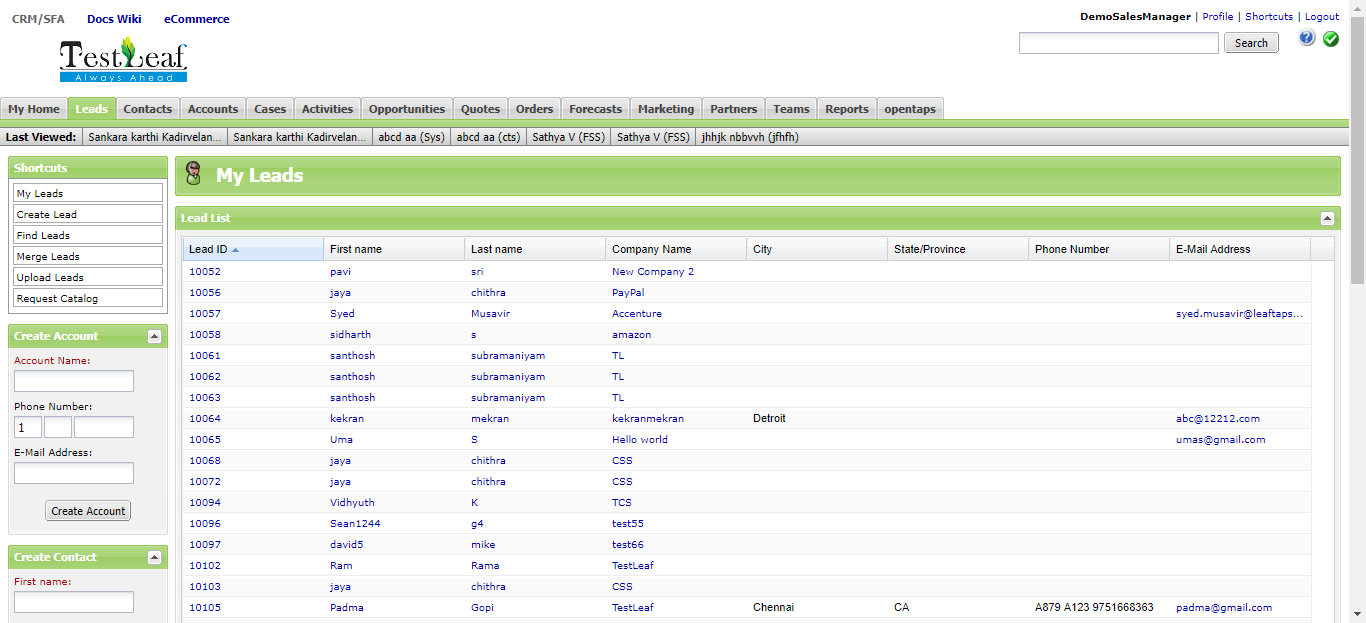 CRM/SFA Docs Wiki eCommerce
DemoSalesManager | Profile | Shortcuts | Logout
TestLeaf
Always Ahead
Search
?
My Home Leads Contacts Accounts Cases Activities Opportunities Quotes Orders Forecasts Marketing Partners Teams Reports opentaps
Last Viewed: Sankara karthi Kadirvelan... Sankara karthi Kadirvelan... abcd aa (Sys) abcd aa (cts) Sathya V (FSS) Sathya V (FSS) jhhjk nbbvvh (jfhfh)
Shortcuts
My Leads
Create Lead
Find Leads
Merge Leads
Upload Leads
Request Catalog
Create Account
Account Name:
Phone Number:
1
E-Mail Address:
Create Account
Create Contact
First name:
My Leads
Lead List
Lead ID First name Last name Company Name City State/Province Phone Number E-Mail Address
10052 pavi sri New Company 2
10056 jaya chithra PayPal
10057 Syed Musavir Accenture syed.musavir@leaftaps...
10058 sidharth s amazon
10061 santhosh subramaniyam TL
10062 santhosh subramaniyam TL
10063 santhosh subramaniyam TL
10064 kekran mekran kekranmekran Detroit abc@12212.com
10065 Uma S Hello world umas@gmail.com
10068 jaya chithra CSS
10072 jaya chithra CSS
10094 Vidhyuth K TCS
10096 Sean1244 g4 test55
10097 david5 mike test66
10102 Ram Rama TestLeaf
10103 jaya chithra CSS
10105 Padma Gopi TestLeaf Chennai CA A879 A123 9751668363 padma@gmail.com